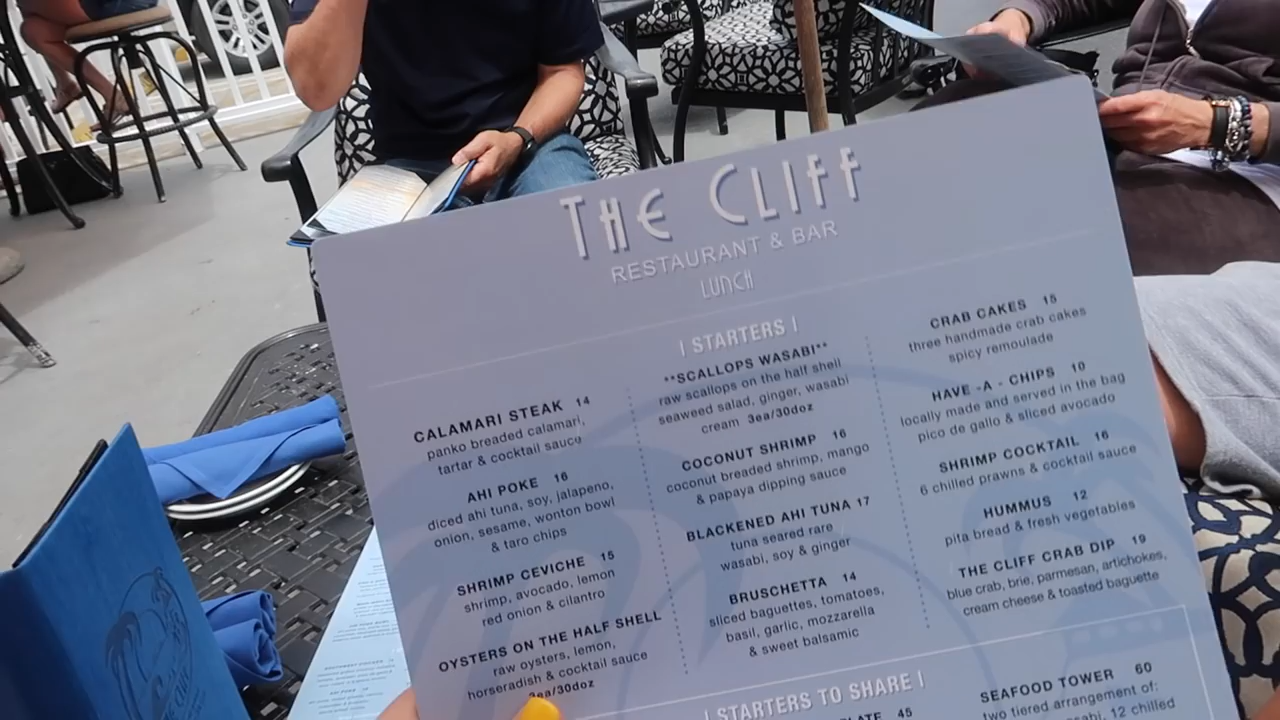 THE CLIFF
RESTAURANT & BAR
LUNCH
| STARTERS |
CALAMARI STEAK 14
panko breaded calamari,
tartar & cocktail sauce
AHI POKE 16
diced ahi tuna, soy, jalapeno,
onion, sesame, wonton bowl
& taro chips
SHRIMP CEVICHE 15
shrimp, avocado, lemon
red onion & cilantro
OYSTERS ON THE HALF SHELL
raw oysters, lemon,
horseradish & cocktail sauce
3ea/30doz
**SCALLOPS WASABI**
raw scallops on the half shell
seaweed salad, ginger, wasabi
cream 3ea/30doz
COCONUT SHRIMP 16
coconut breaded shrimp, mango
& papaya dipping sauce
BLACKENED AHI TUNA 17
tuna seared rare
wasabi, soy & ginger
BRUSCHETTA 14
sliced baguettes, tomatoes,
basil, garlic, mozzarella
& sweet balsamic
CRAB CAKES 15
three handmade crab cakes
spicy remoulade
HAVE -A - CHIPS 10
locally made and served in the bag
pico de gallo & sliced avocado
SHRIMP COCKTAIL 16
6 chilled prawns & cocktail sauce
HUMMUS 12
pita bread & fresh vegetables
THE CLIFF CRAB DIP 19
blue crab, brie, parmesan, artichokes,
cream cheese & toasted baguette
| STARTERS TO SHARE |
45
SEAFOOD TOWER 60
two tiered arrangement of:
12 chilled